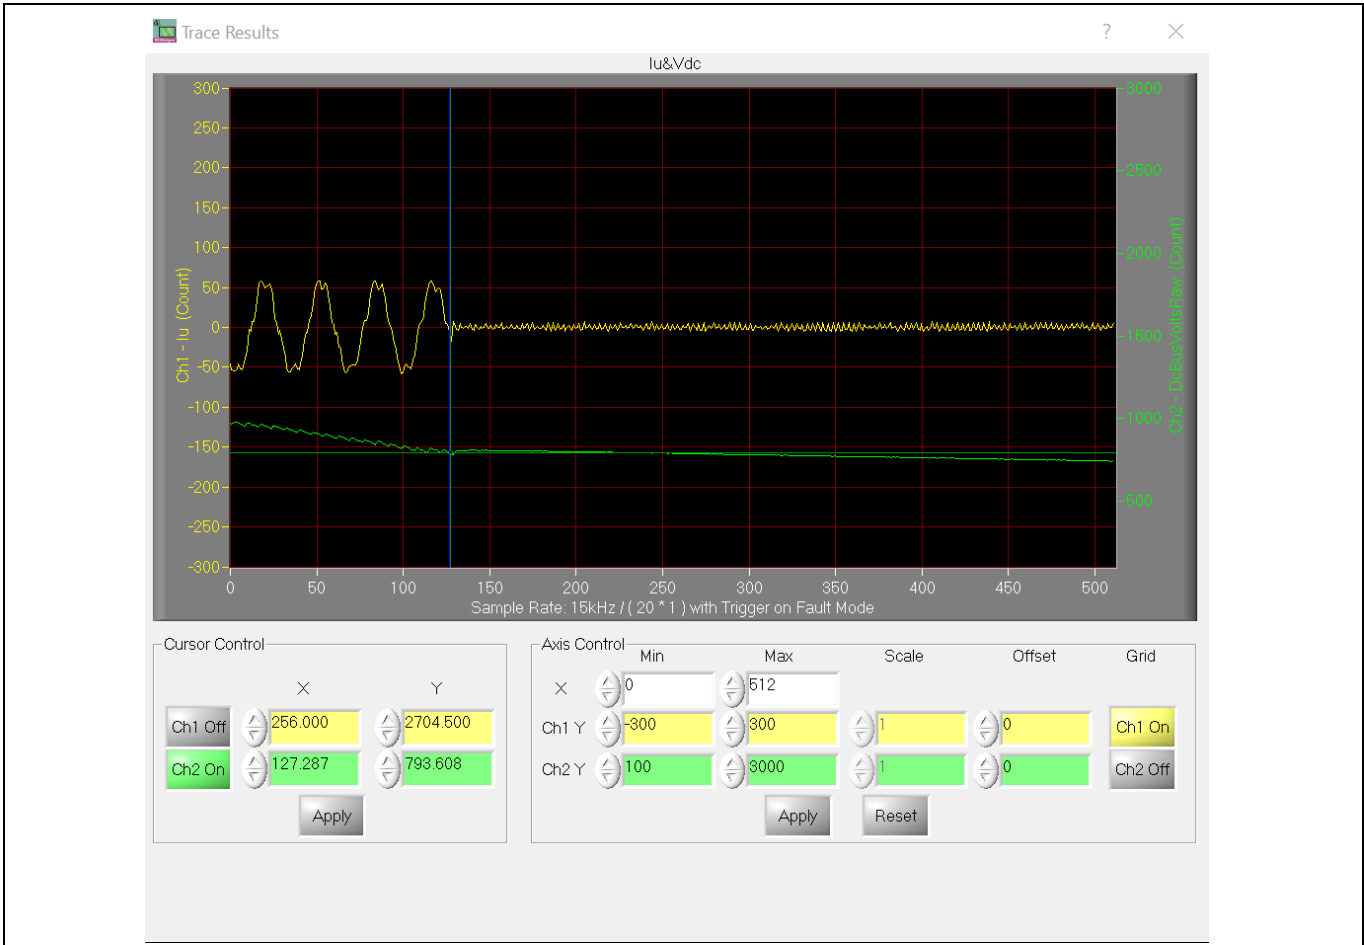 Trace Results
?
Iu&Vdc
300
250
200
150
100
50
0
-50
-100
-150
-200
-250
-300
Ch1 - Iu (Count)
3000
2500
2000
1500
1000
500
Ch2 - DcBusVoltsRaw (Count)
0 50 100 150 200 250 300 350 400 450 500
Sample Rate: 15kHz / ( 20 * 1 ) with Trigger on Fault Mode
Cursor Control
X Y
Ch1 Off 256.000 2704.500
Ch2 On 127.287 793.608
Apply
Axis Control
Min Max Scale Offset Grid
X 0 512
Ch1 Y -300 300 1 0 Ch1 On
Ch2 Y 100 3000 1 0 Ch2 Off
Apply Reset